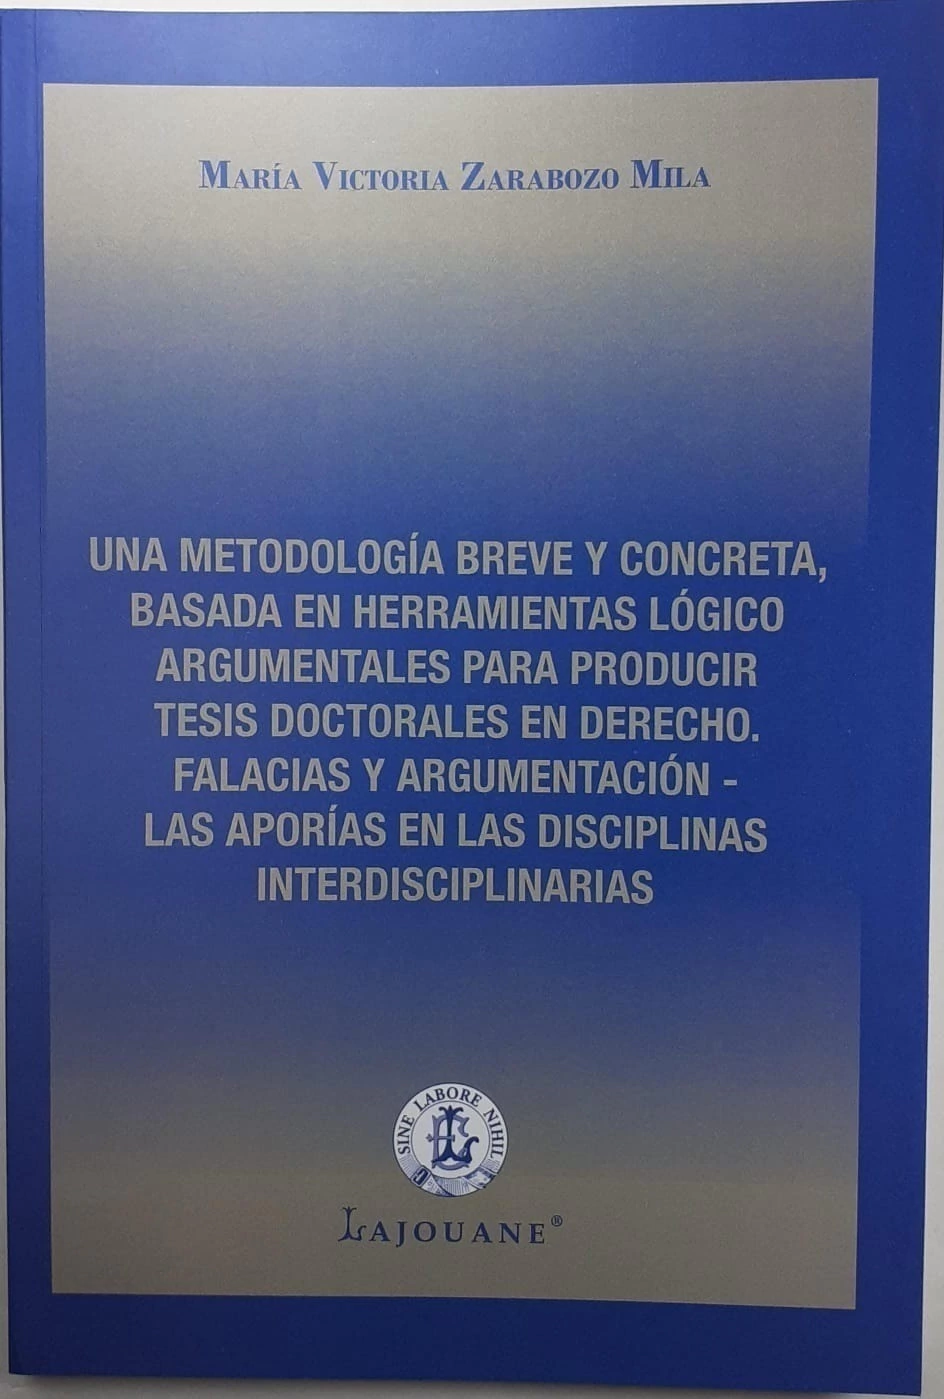 MARÍA VICTORIA ZARABOZO MILA
UNA METODOLOGÍA BREVE Y CONCRETA,
BASADA EN HERRAMIENTAS LÓGICO
ARGUMENTALES PARA PRODUCIR
TESIS DOCTORALES EN DERECHO.
FALACIAS Y ARGUMENTACIÓN -
LAS APORÍAS EN LAS DISCIPLINAS
INTERDISCIPLINARIAS
SINE LABORE NIHIL
EL
LAJOUANE®